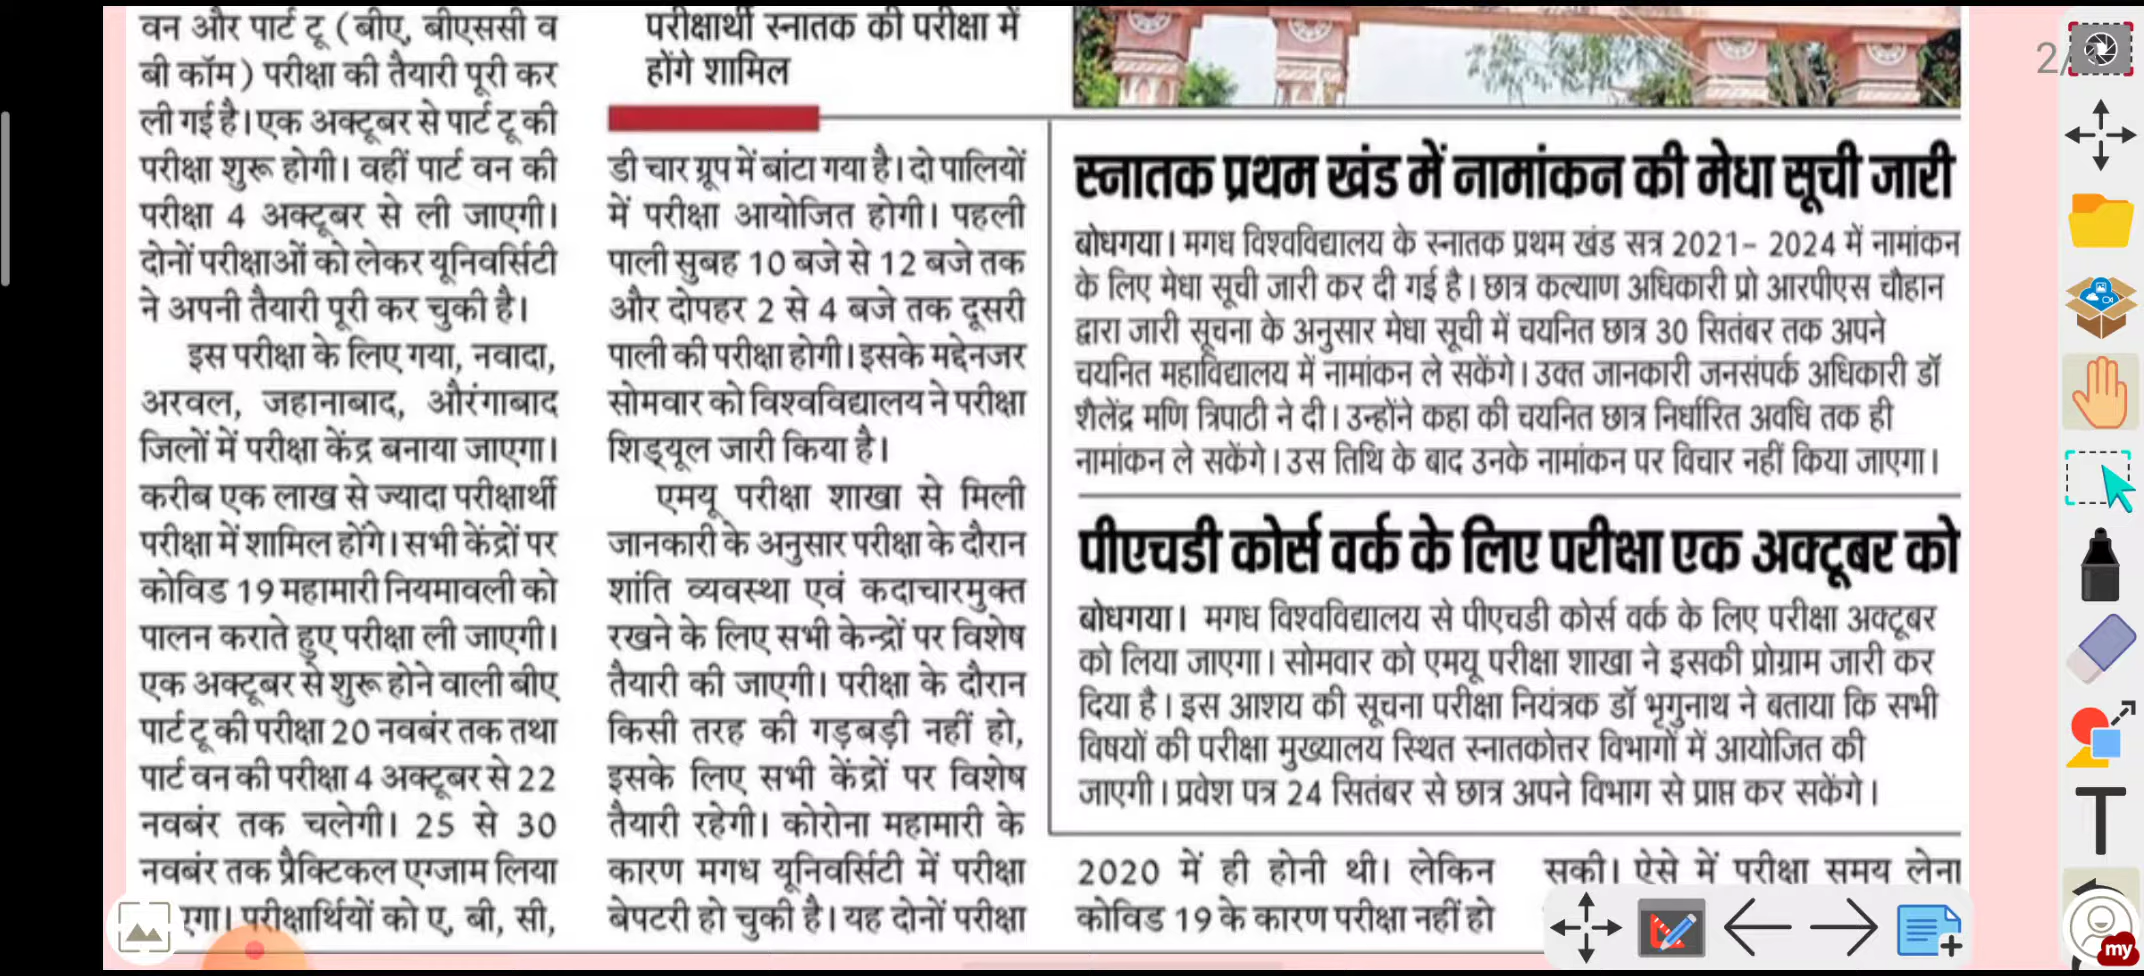 वन और पार्ट टू (बीए, बीएससी व
बी कॉम) परीक्षा की तैयारी पूरी कर
ली गई है। एक अक्टूबर से पार्ट टू की
परीक्षा शुरू होगी। वहीं पार्ट वन की
परीक्षा 4 अक्टूबर से ली जाएगी।
दोनों परीक्षाओं को लेकर यूनिवर्सिटी
ने अपनी तैयारी पूरी कर चुकी है।
इस परीक्षा के लिए गया, नवादा,
अरवल, जहानाबाद, औरंगाबाद
जिलों में परीक्षा केंद्र बनाया जाएगा।
करीब एक लाख से ज्यादा परीक्षार्थी
परीक्षा में शामिल होंगे। सभी केंद्रों पर
कोविड 19 महामारी नियमावली को
पालन कराते हुए परीक्षा ली जाएगी।
एक अक्टूबर से शुरू होने वाली बीए
पार्ट टू की परीक्षा 20 नवबंर तक तथा
पार्ट वन की परीक्षा 4 अक्टूबर से 22
नवबंर तक चलेगी। 25 से 30
नवबंर तक प्रैक्टिकल एग्जाम लिया
एगा। परीक्षार्थियों को ए, बी, सी,
परीक्षार्थी स्नातक की परीक्षा में
होंगे शामिल
डी चार ग्रुप में बांटा गया है। दो पालियों
में परीक्षा आयोजित होगी। पहली
पाली सुबह 10 बजे से 12 बजे तक
और दोपहर 2 से 4 बजे तक दूसरी
पाली की परीक्षा होगी। इसके मद्देनजर
सोमवार को विश्वविद्यालय ने परीक्षा
शिड्यूल जारी किया है।
एमयू परीक्षा शाखा से मिली
जानकारी के अनुसार परीक्षा के दौरान
शांति व्यवस्था एवं कदाचारमुक्त
रखने के लिए सभी केन्द्रों पर विशेष
तैयारी की जाएगी। परीक्षा के दौरान
किसी तरह की गड़बड़ी नहीं हो,
इसके लिए सभी केंद्रों पर विशेष
तैयारी रहेगी। कोरोना महामारी के
कारण मगध यूनिवर्सिटी में परीक्षा
बेपटरी हो चुकी है। यह दोनों परीक्षा
स्नातक प्रथम खंड में नामांकन की मेधा सूची जारी
बोधगया। मगध विश्वविद्यालय के स्नातक प्रथम खंड सत्र 2021- 2024 में नामांकन
के लिए मेधा सूची जारी कर दी गई है। छात्र कल्याण अधिकारी प्रो आरपीएस चौहान
द्वारा जारी सूचना के अनुसार मेधा सूची में चयनित छात्र 30 सितंबर तक अपने
चयनित महाविद्यालय में नामांकन ले सकेंगे। उक्त जानकारी जनसंपर्क अधिकारी डॉ
शैलेंद्र मणि त्रिपाठी ने दी। उन्होंने कहा की चयनित छात्र निर्धारित अवधि तक ही
नामांकन ले सकेंगे। उस तिथि के बाद उनके नामांकन पर विचार नहीं किया जाएगा।
पीएचडी कोर्स वर्क के लिए परीक्षा एक अक्टूबर को
बोधगया। मगध विश्वविद्यालय से पीएचडी कोर्स वर्क के लिए परीक्षा अक्टूबर
को लिया जाएगा। सोमवार को एमयू परीक्षा शाखा ने इसकी प्रोग्राम जारी कर
दिया है। इस आशय की सूचना परीक्षा नियंत्रक डॉ भृगुनाथ ने बताया कि सभी
विषयों की परीक्षा मुख्यालय स्थित स्नातकोत्तर विभागों में आयोजित की
जाएगी। प्रवेश पत्र 24 सितंबर से छात्र अपने विभाग से प्राप्त कर सकेंगे।
2020 में ही होनी थी। लेकिन
कोविड 19 के कारण परीक्षा नहीं हो
सकी। ऐसे में परीक्षा समय लेना
2/
T
my